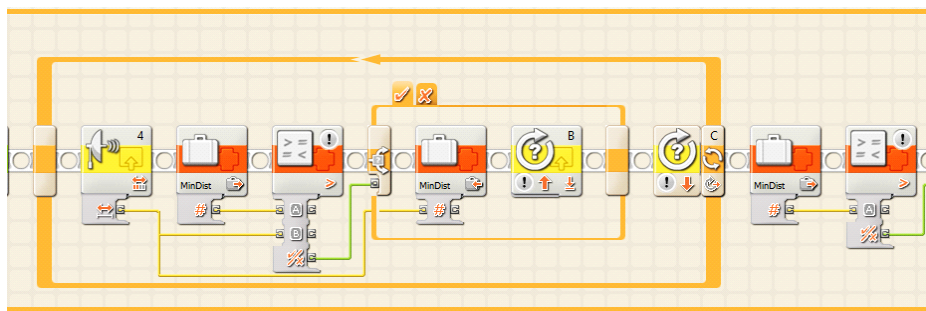 4
B
C
MinDist
> =
= <
!
>
MinDist
?
!
?
!
MinDist
> =
= <
!
>
#
A
#
#
A
B